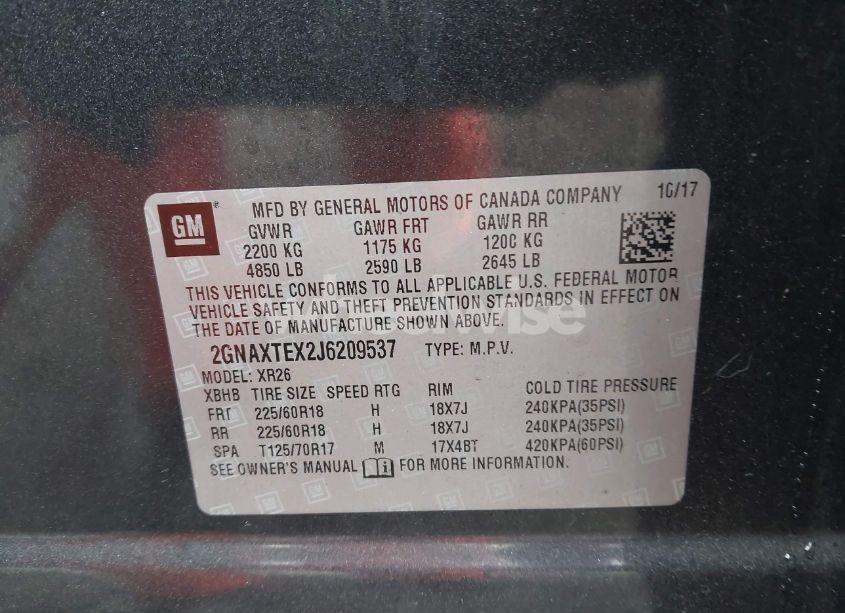 GM ® MFD BY GENERAL MOTORS OF CANADA COMPANY 10/17
GVWR GAWR FRT GAWR RR
2200 KG 1175 KG 1200 KG
4850 LB 2590 LB 2645 LB
THIS VEHICLE CONFORMS TO ALL APPLICABLE U.S. FEDERAL MOTOR
VEHICLE SAFETY AND THEFT PREVENTION STANDARDS IN EFFECT ON
THE DATE OF MANUFACTURE SHOWN ABOVE.
2GNAXTEX2J6209537 TYPE: M.P.V.
MODEL: XR26
XBHB TIRE SIZE SPEED RTG RIM COLD TIRE PRESSURE
FRT 225/60R18 H 18X7J 240KPA(35PSI)
RR 225/60R18 H 18X7J 240KPA(35PSI)
SPA T125/70R17 M 17X4BT 420KPA(60PSI)
SEE OWNER'S MANUAL FOR MORE INFORMATION.